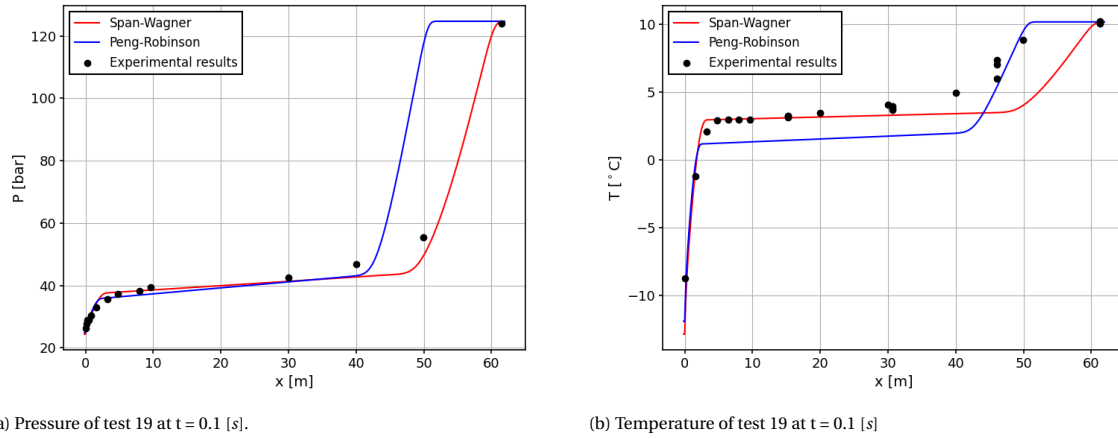 Span-Wagner
Peng-Robinson
Experimental results
120
100
80
60
40
20
P [bar]
0 10 20 30 40 50 60
x [m]
a) Pressure of test 19 at t = 0.1 [s].
Span-Wagner
Peng-Robinson
Experimental results
10
5
0
−5
−10
T [°C]
0 10 20 30 40 50 60
x [m]
(b) Temperature of test 19 at t = 0.1 [s]